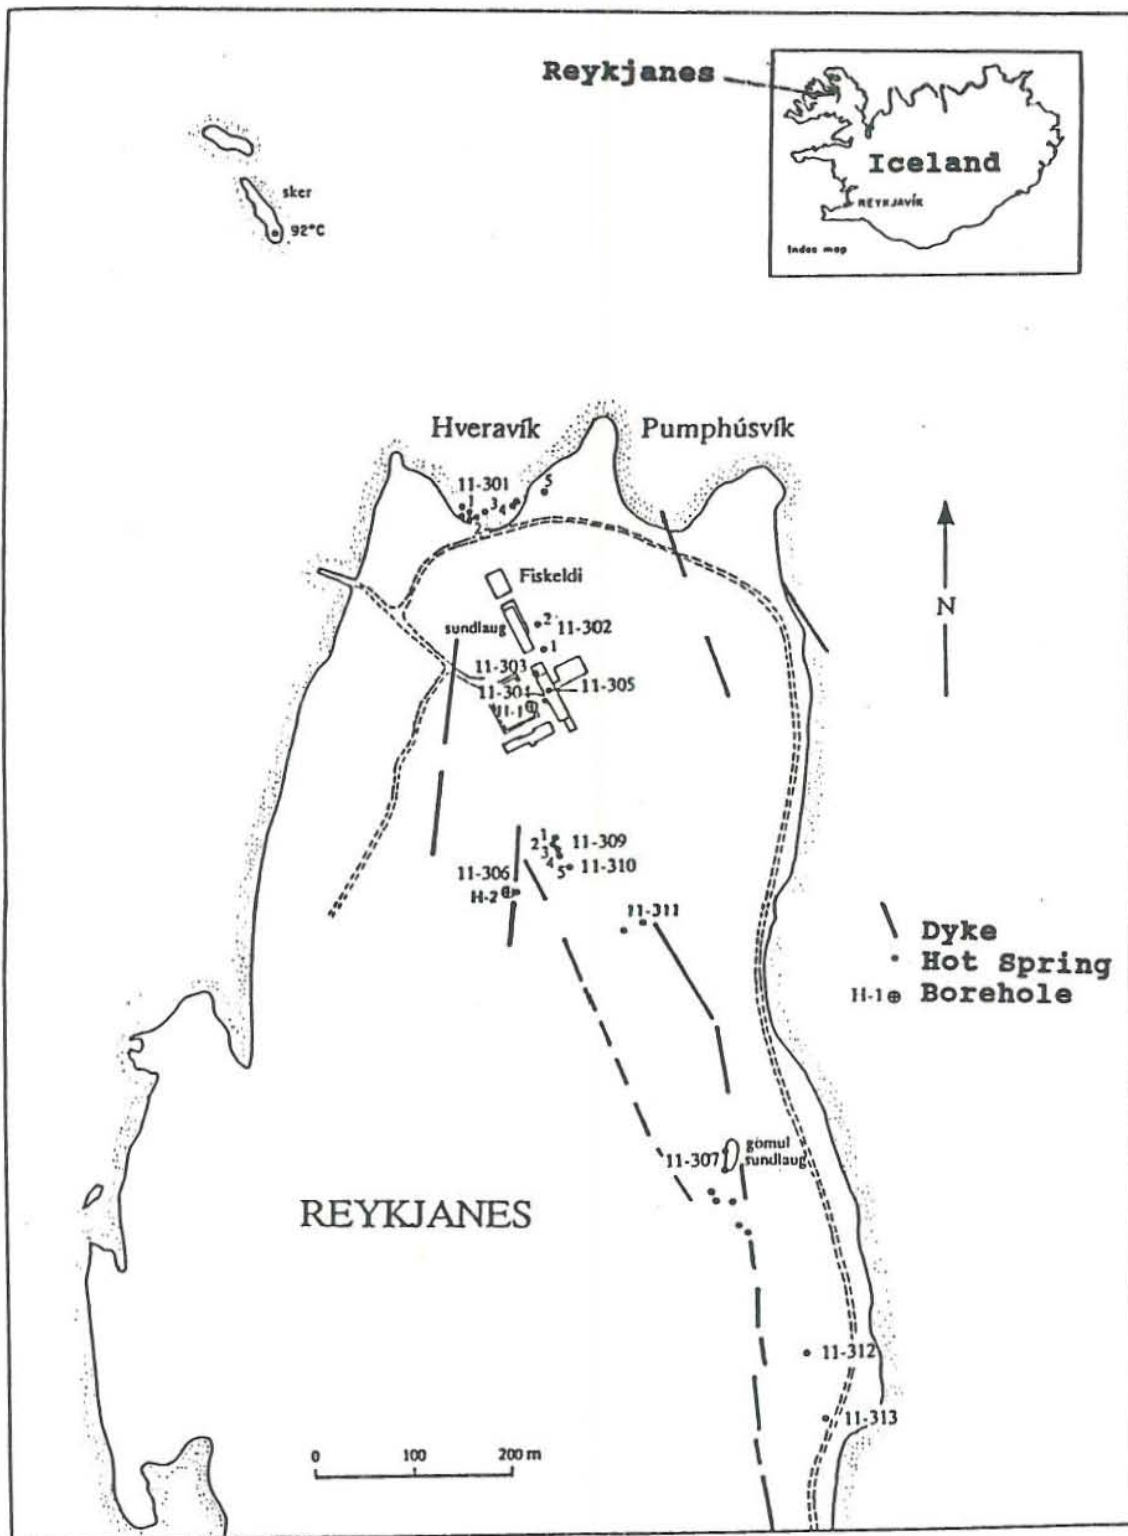 Reykjanes
Iceland
REYKJAVÍK
Index map
sker
92°C
Hveravík
Pumphúsvík
11-301
5
1
3
4
2
Fiskeldi
N
sundlaug
2
11-302
1
11-303
11-304
11-305
H-1
1
2
11-309
3
4
5
11-310
11-306
H-2
11-311
Dyke
Hot Spring
H-1
Borehole
gömul
sundlaug
11-307
REYKJANES
11-312
11-313
0
100
200 m